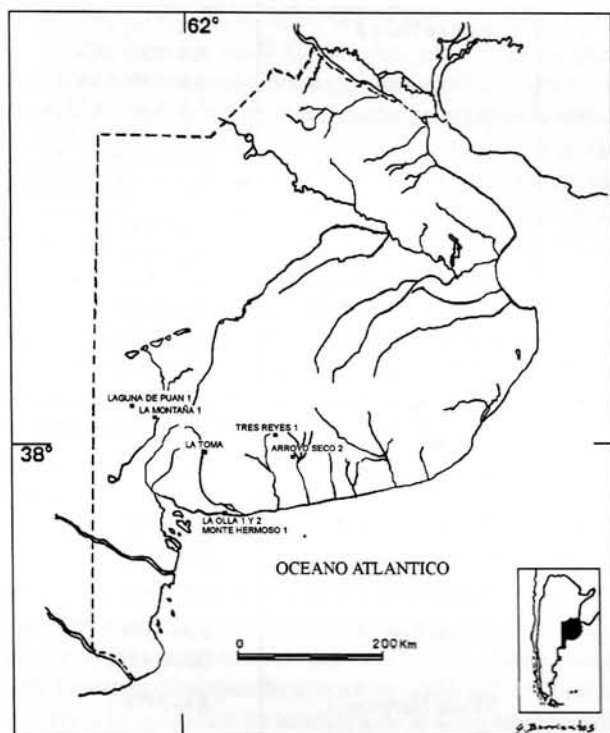 62°
LAGUNA DE PUAN 1
LA MONTAÑA 1
TRES REYES 1
38°
LA TOMA
ARROYO SECO 2
LA OLLA 1 Y 2
MONTE HERMOSO 1
OCEANO ATLANTICO
0
200 Km
G. Barrientos